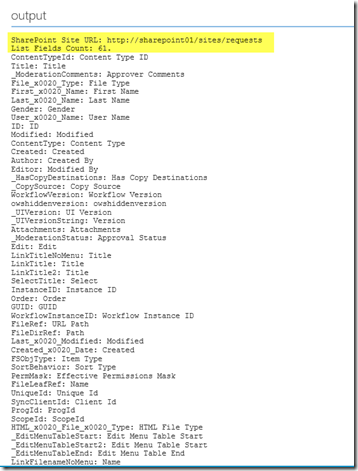 output
SharePoint Site URL: http://sharepoint01/sites/requests
List Fields Count: 61.
ContentTypeId: Content Type ID
Title: Title
_ModerationComments: Approver Comments
File_x0020_Type: File Type
First_x0020_Name: First Name
Last_x0020_Name: Last Name
Gender: Gender
User_x0020_Name: User Name
ID: ID
Modified: Modified
ContentType: Content Type
Created: Created
Author: Created By
Editor: Modified By
_HasCopyDestinations: Has Copy Destinations
_CopySource: Copy Source
WorkflowVersion: Workflow Version
owshiddenversion: owshiddenversion
_UIVersion: UI Version
_UIVersionString: Version
Attachments: Attachments
_ModerationStatus: Approval Status
Edit: Edit
LinkTitleNoMenu: Title
LinkTitle: Title
LinkTitle2: Title
SelectTitle: Select
InstanceID: Instance ID
Order: Order
GUID: GUID
WorkflowInstanceID: Workflow Instance ID
FileRef: URL Path
FileDirRef: Path
Last_x0020_Modified: Modified
Created_x0020_Date: Created
FSObjType: Item Type
SortBehavior: Sort Type
PermMask: Effective Permissions Mask
FileLeafRef: Name
UniqueId: Unique Id
SyncClientId: Client Id
ProgId: ProgId
ScopeId: ScopeId
HTML_x0020_File_x0020_Type: HTML File Type
_EditMenuTableStart: Edit Menu Table Start
_EditMenuTableStart2: Edit Menu Table Start
_EditMenuTableEnd: Edit Menu Table End
LinkFilenameNoMenu: Name